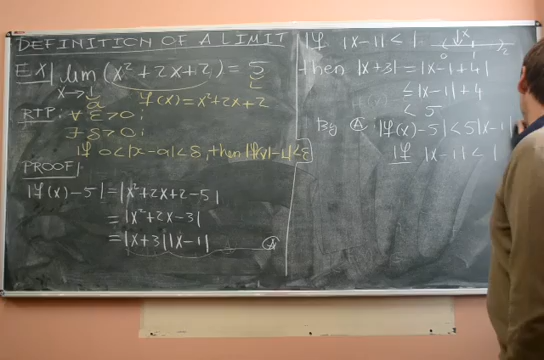 DEFINITION OF A LIMIT
EX| lim (x² + 2x + 2) = 5
x → 1
a
L
f(x) = x² + 2x + 2
RTP: ∀ ε > 0 :
∃ δ > 0 :
If 0 < |x - a| < δ, then |f(x) - L| < ε
PROOF:
|f(x) - 5| = |x² + 2x + 2 - 5|
= |x² + 2x - 3|
= |x + 3| |x - 1| Ⓐ
If |x - 1| < 1
x
0 1 2
then |x + 3| = |x - 1 + 4|
≤ |x - 1| + 4
< 5
By Ⓐ |f(x) - 5| < 5|x - 1|
If |x - 1| < 1